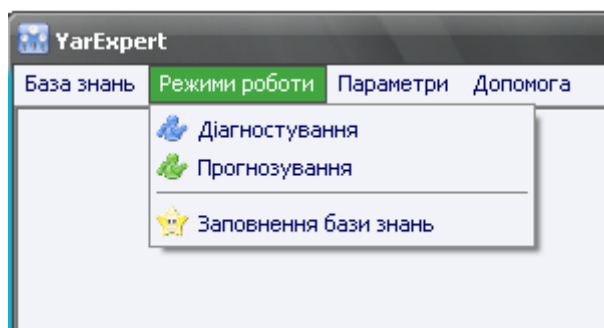 YarExpert
База знань Режими роботи Параметри Допомога
Діагностування
Прогнозування
Заповнення бази знань